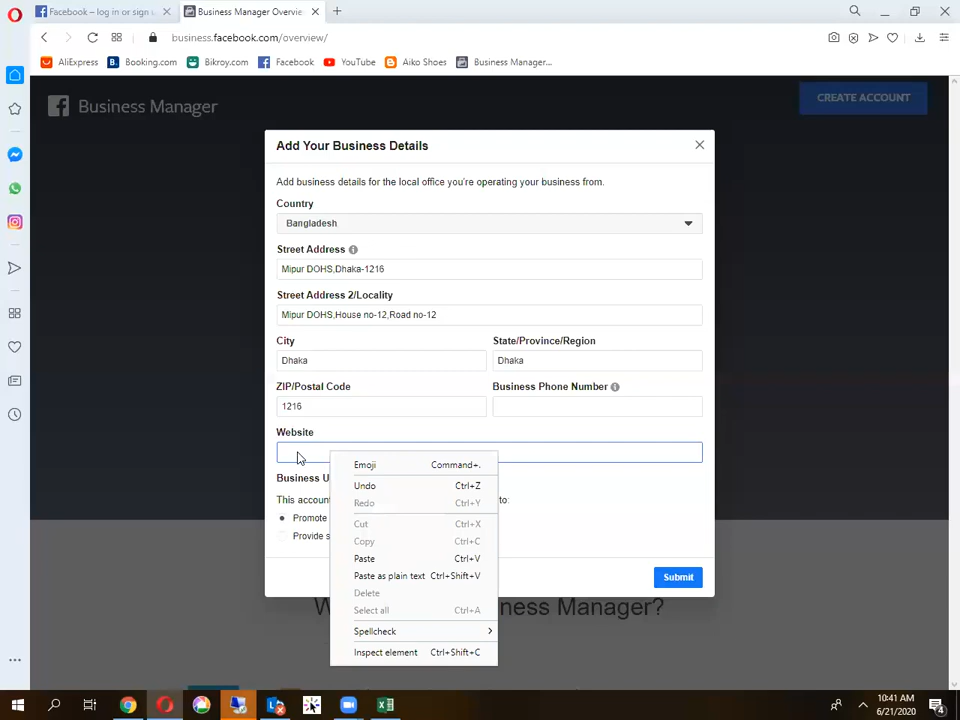 Facebook – log in or sign u
Business Manager Overvie
business.facebook.com/overview/
AliExpress
Booking.com
Bikroy.com
Facebook
YouTube
Aiko Shoes
Business Manager...
Business Manager
CREATE ACCOUNT
Add Your Business Details
Add business details for the local office you're operating your business from.
Country
Bangladesh
Street Address
Mipur DOHS,Dhaka-1216
Street Address 2/Locality
Mipur DOHS,House no-12,Road no-12
City
State/Province/Region
Dhaka
Dhaka
ZIP/Postal Code
Business Phone Number
1216
Website
Emoji Command+.
Business U
Undo Ctrl+Z
This accoun
to:
Redo Ctrl+Y
Promote
Cut Ctrl+X
Provide s
Copy Ctrl+C
Paste Ctrl+V
Paste as plain text Ctrl+Shift+V
Submit
Delete
Select all Ctrl+A
siness Manager?
Spellcheck
Inspect element Ctrl+Shift+C
10:41 AM
6/21/2020
4